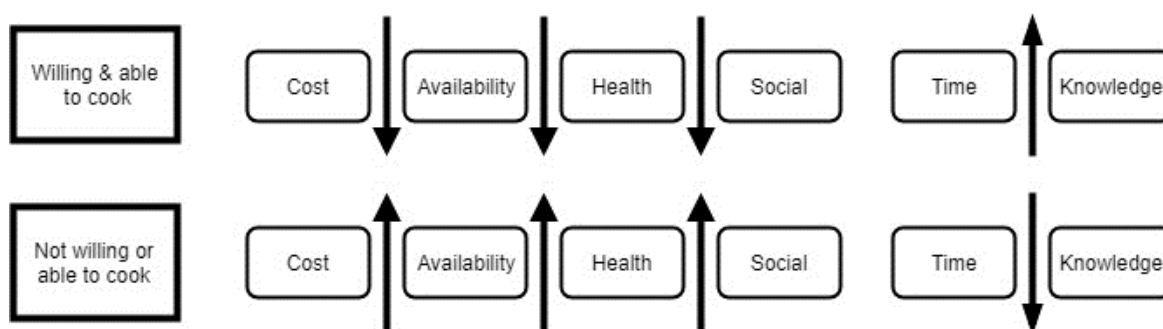 Willing & able
to cook
Cost
Availability
Health
Social
Time
Knowledge
Not willing or
able to cook
Cost
Availability
Health
Social
Time
Knowledge